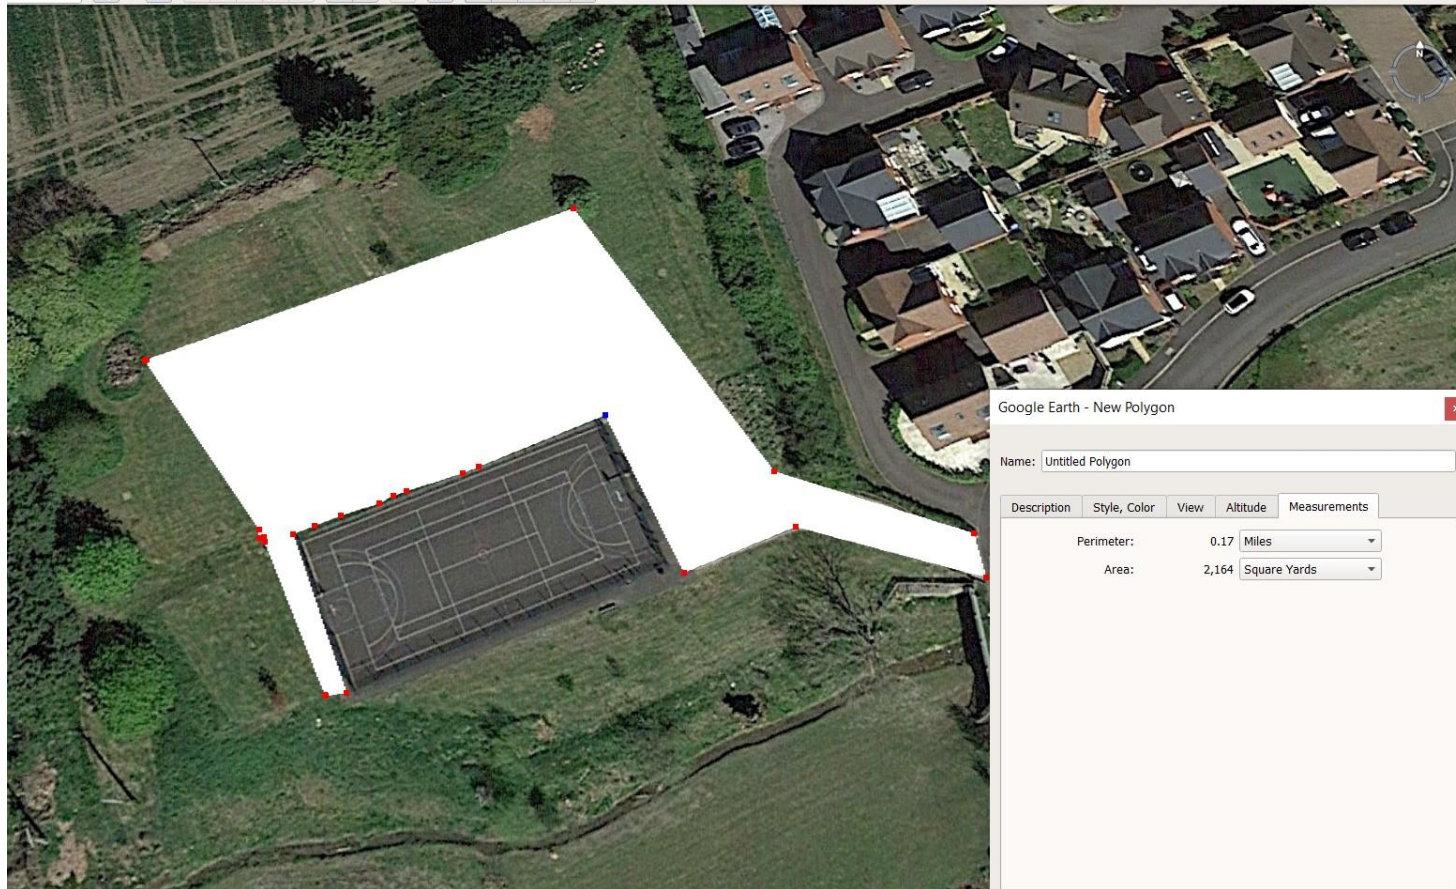 N
Google Earth - New Polygon
Name: Untitled Polygon
Description Style, Color View Altitude Measurements
Perimeter: 0.17 Miles
Area: 2,164 Square Yards